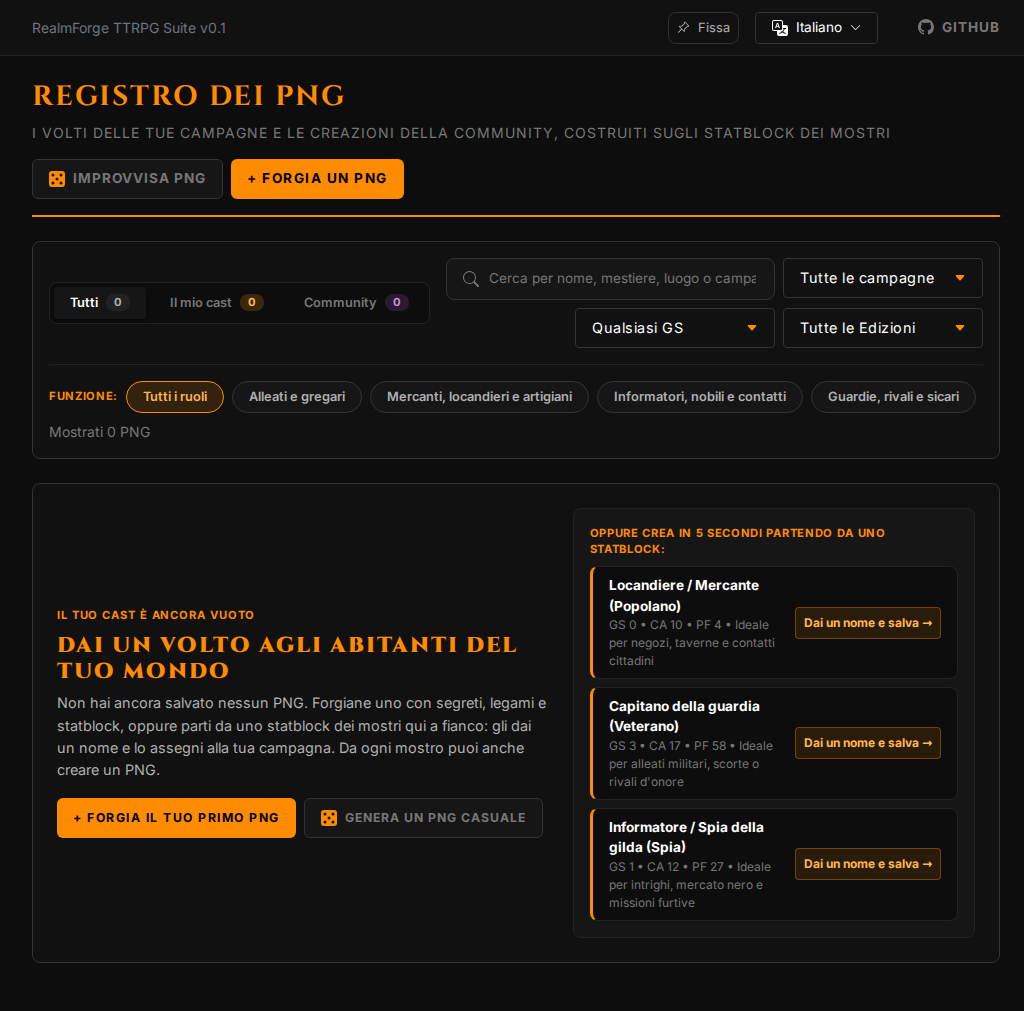 RealmForge TTRPG Suite v0.1
Fissa
Italiano
GITHUB
REGISTRO DEI PNG
I VOLTI DELLE TUE CAMPAGNE E LE CREAZIONI DELLA COMMUNITY, COSTRUITI SUGLI STATBLOCK DEI MOSTRI
IMPROVVISA PNG
+ FORGIA UN PNG
Tutti 0
Il mio cast 0
Community 0
Cerca per nome, mestiere, luogo o campa
Tutte le campagne
Qualsiasi GS
Tutte le Edizioni
FUNZIONE:
Tutti i ruoli
Alleati e gregari
Mercanti, locandieri e artigiani
Informatori, nobili e contatti
Guardie, rivali e sicari
Mostrati 0 PNG
IL TUO CAST È ANCORA VUOTO
DAI UN VOLTO AGLI ABITANTI DEL
TUO MONDO
Non hai ancora salvato nessun PNG. Forgiane uno con segreti, legami e
statblock, oppure parti da uno statblock dei mostri qui a fianco: gli dai
un nome e lo assegni alla tua campagna. Da ogni mostro puoi anche
creare un PNG.
+ FORGIA IL TUO PRIMO PNG
GENERA UN PNG CASUALE
OPPURE CREA IN 5 SECONDI PARTENDO DA UNO
STATBLOCK:
Locandiere / Mercante
(Popolano)
GS 0 • CA 10 • PF 4 • Ideale
per negozi, taverne e contatti
cittadini
Dai un nome e salva →
Capitano della guardia
(Veterano)
GS 3 • CA 17 • PF 58 • Ideale
per alleati militari, scorte o
rivali d'onore
Dai un nome e salva →
Informatore / Spia della
gilda (Spia)
GS 1 • CA 12 • PF 27 • Ideale
per intrighi, mercato nero e
missioni furtive
Dai un nome e salva →